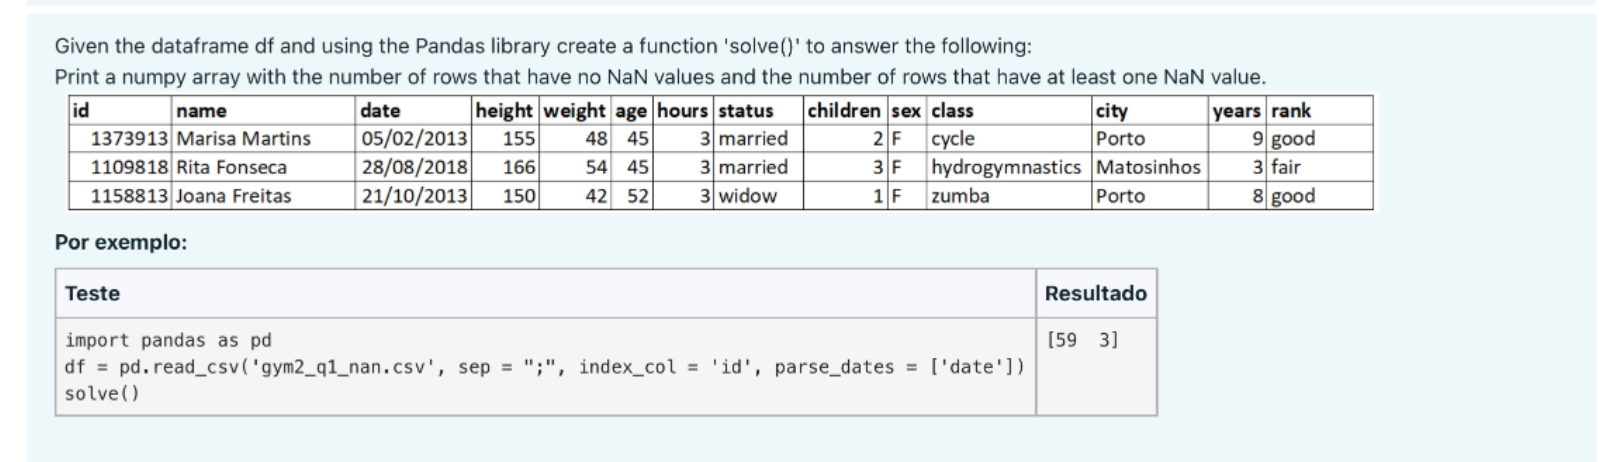 Given the dataframe df and using the Pandas library create a function 'solve()' to answer the following:
Print a numpy array with the number of rows that have no NaN values and the number of rows that have at least one NaN value.
id name date height weight age hours status children sex class city years rank
1373913 Marisa Martins 05/02/2013 155 48 45 3 married 2 F cycle Porto 9 good
1109818 Rita Fonseca 28/08/2018 166 54 45 3 married 3 F hydrogymnastics Matosinhos 3 fair
1158813 Joana Freitas 21/10/2013 150 42 52 3 widow 1 F zumba Porto 8 good
Por exemplo:
Teste Resultado
import pandas as pd [59  3]
df = pd.read_csv('gym2_q1_nan.csv', sep = ";", index_col = 'id', parse_dates = ['date'])
solve()